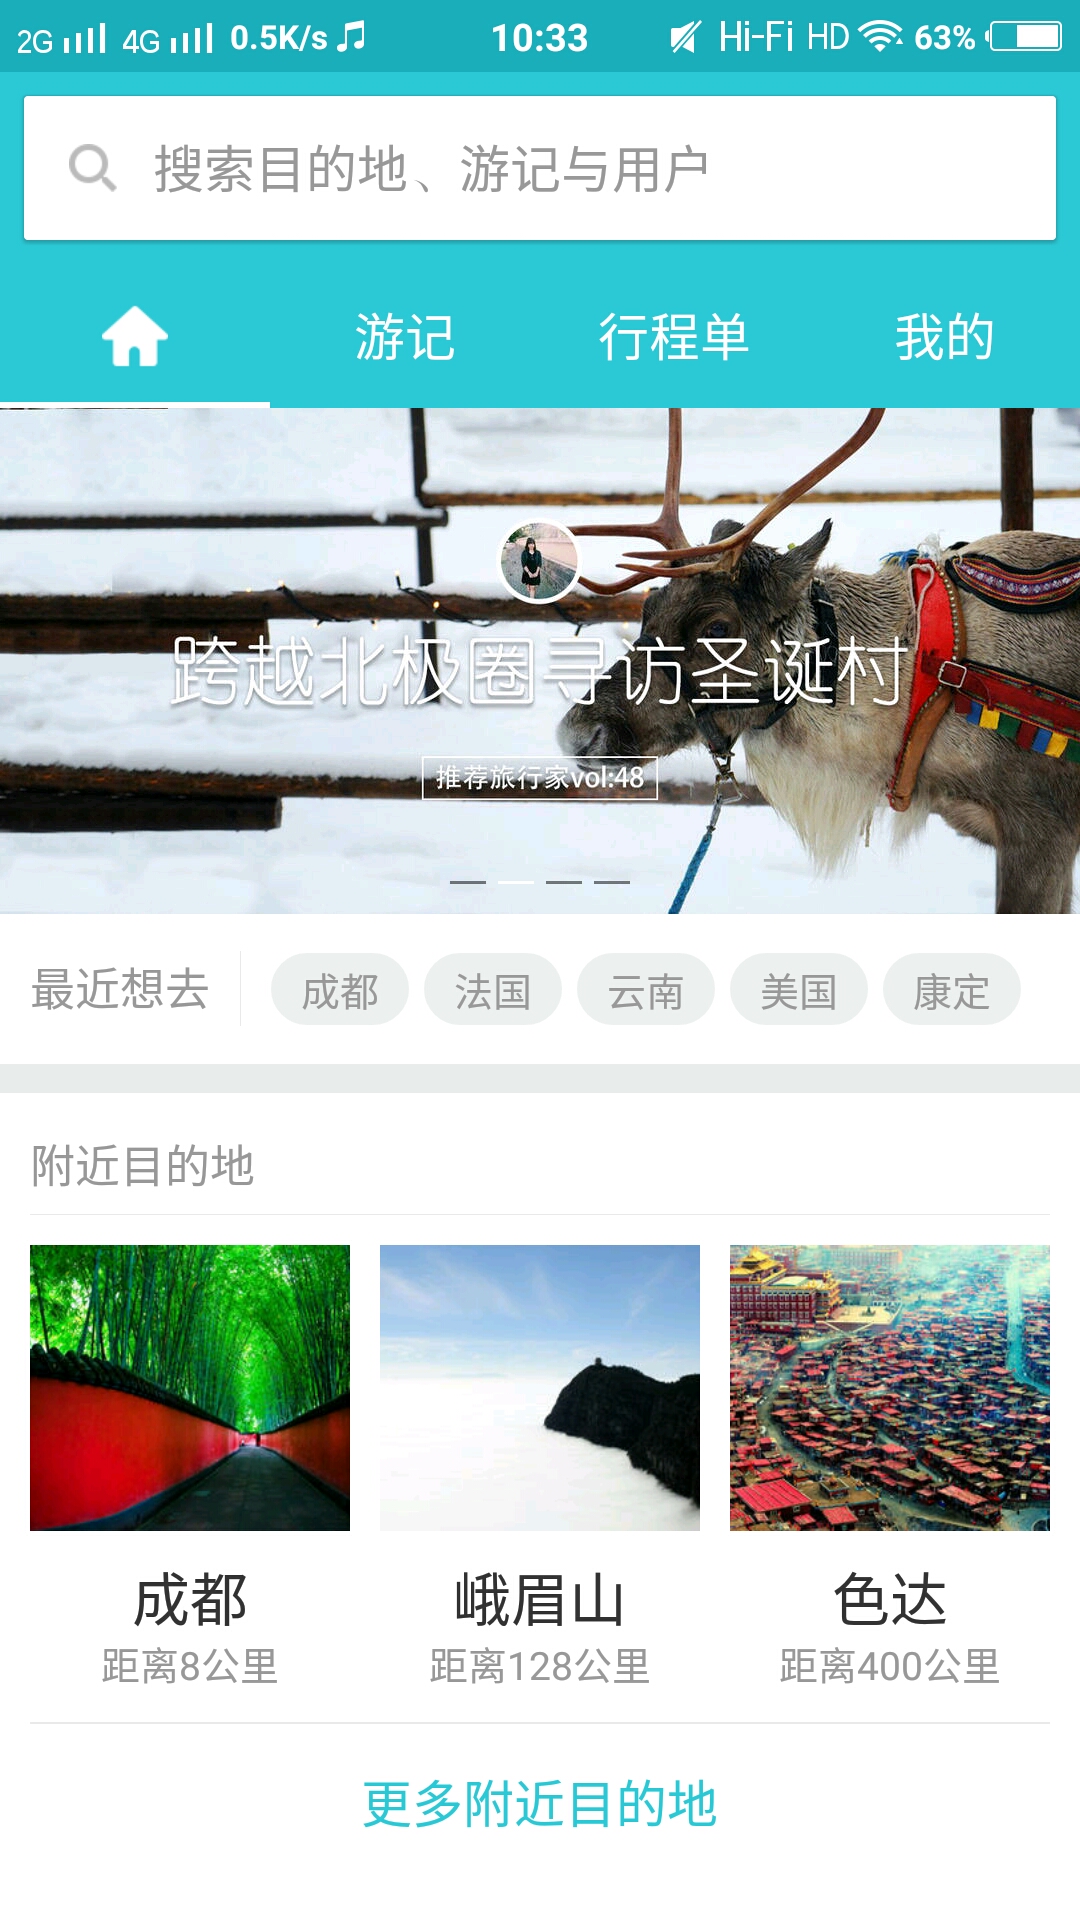 2G 4G 0.5K/s 10:33 Hi-Fi HD 63%
搜索目的地、游记与用户
游记 行程单 我的
跨越北极圈寻访圣诞村
推荐旅行家vol:48
最近想去 成都 法国 云南 美国 康定
附近目的地
成都 峨眉山 色达
距离8公里 距离128公里 距离400公里
更多附近目的地